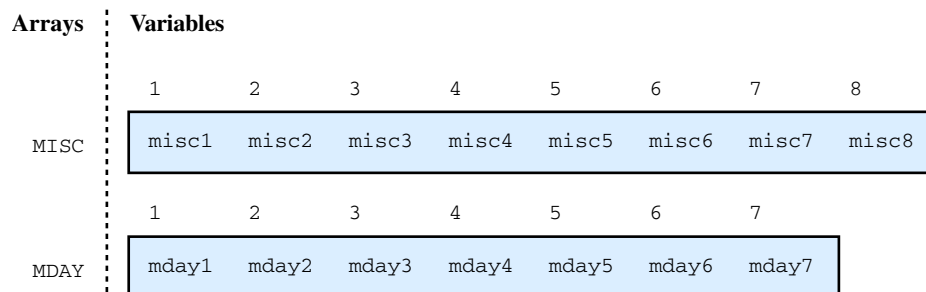 Arrays Variables
1 2 3 4 5 6 7 8
MISC misc1 misc2 misc3 misc4 misc5 misc6 misc7 misc8
1 2 3 4 5 6 7
MDAY mday1 mday2 mday3 mday4 mday5 mday6 mday7